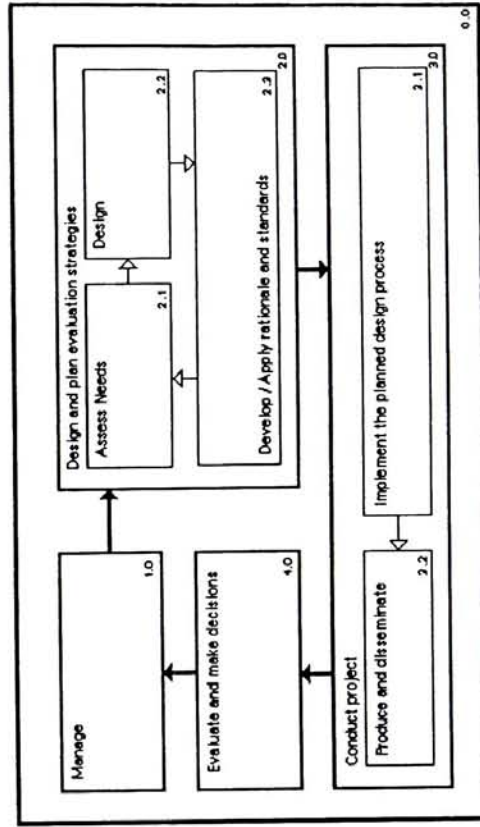 Manage
1.0
Design and plan evaluation strategies
Assess Needs
2.1
Design
2.2
Develop / Apply rationale and standards
2.3
2.0
Evaluate and make decisions
4.0
Conduct project
Produce and disseminate
3.2
Implement the planned design process
3.1
3.0
0.0